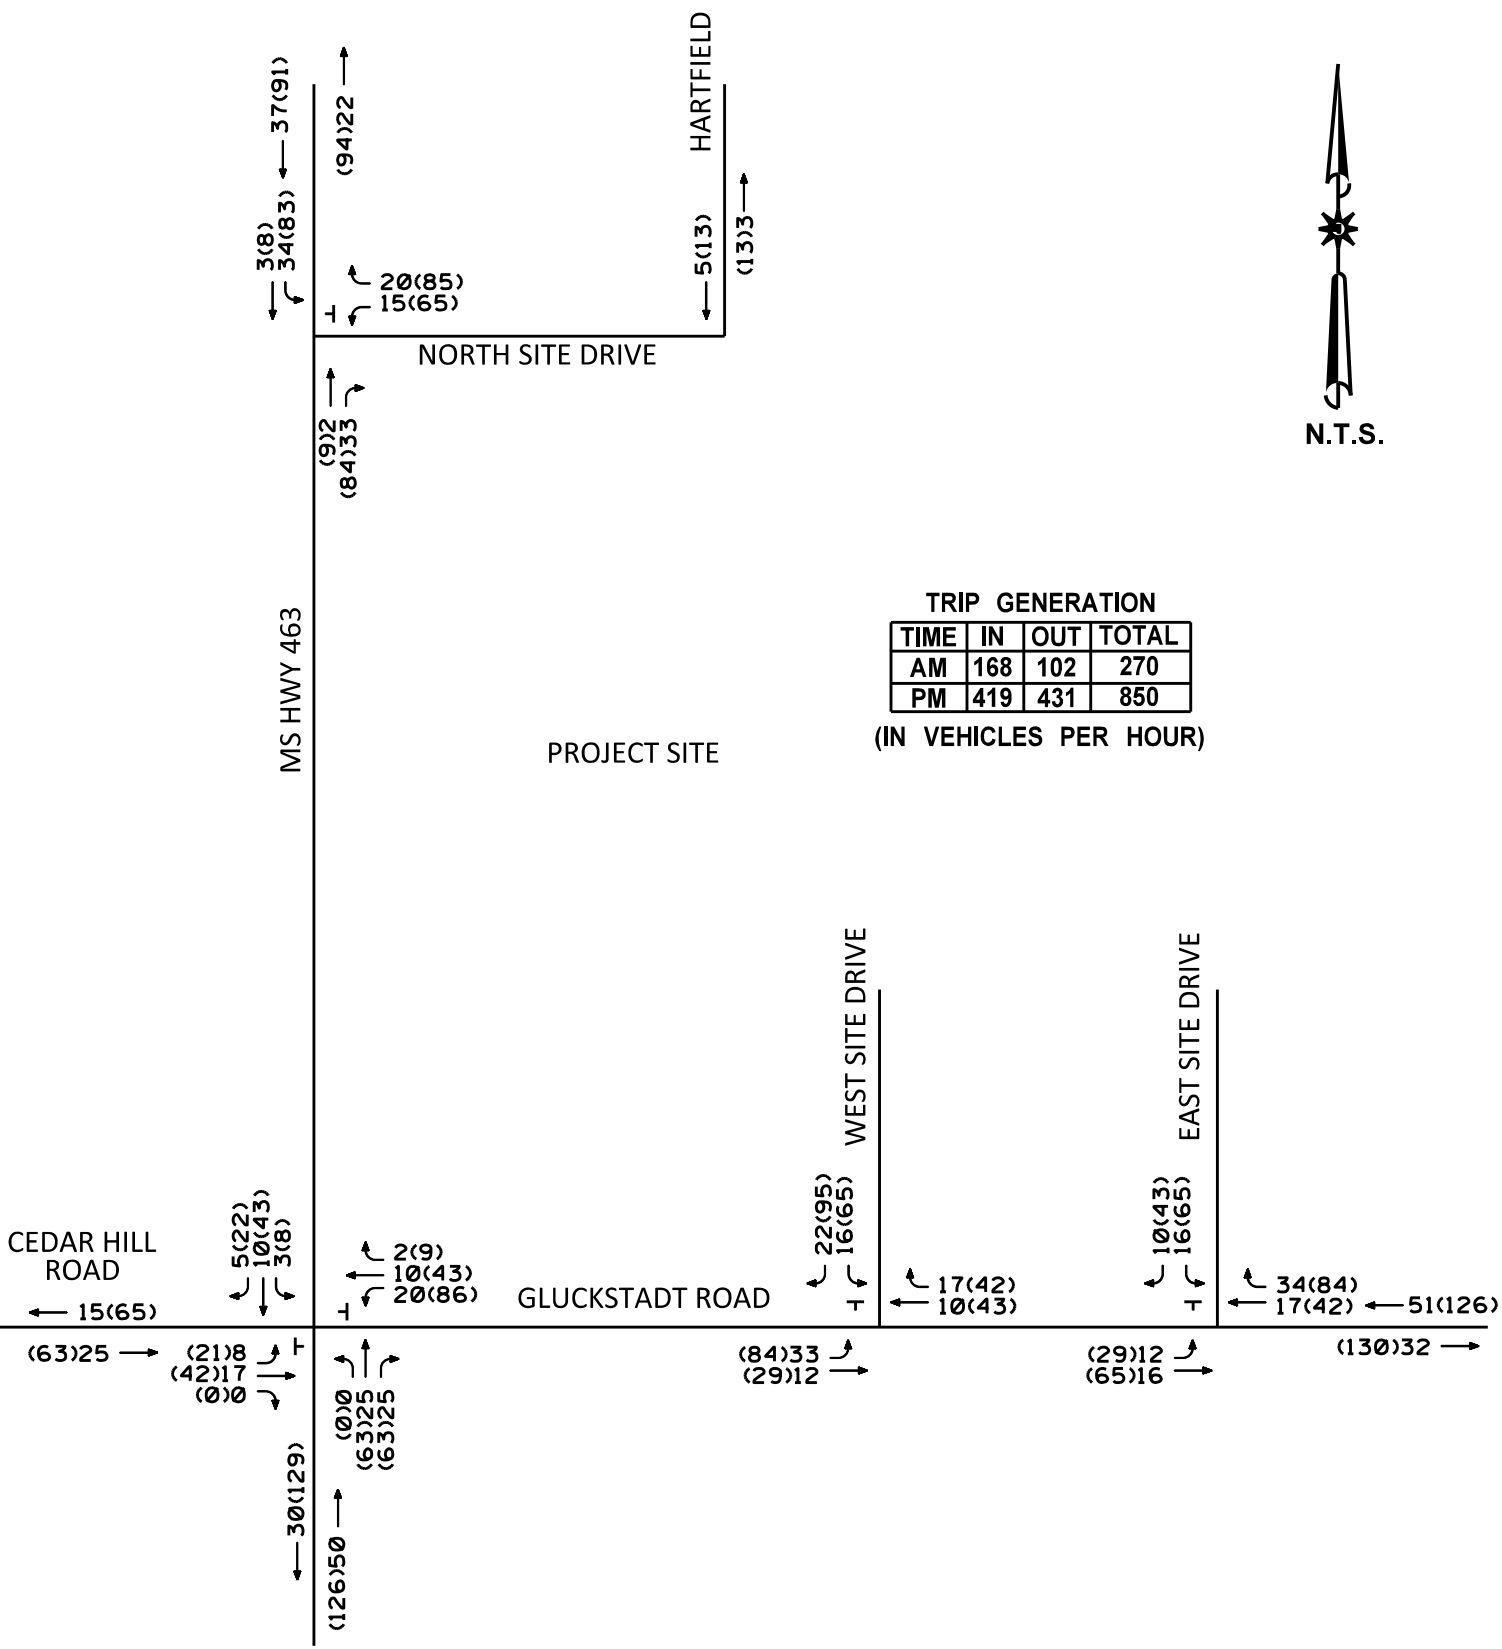 HARTFIELD
37(91)
(94)22
3(8)
34(83)
5(13)
(13)3
20(85)
15(65)
NORTH SITE DRIVE
(9)2
(84)33
N.T.S.
TRIP GENERATION
TIME IN OUT TOTAL
AM 168 102 270
PM 419 431 850
(IN VEHICLES PER HOUR)
MS HWY 463
PROJECT SITE
WEST SITE DRIVE
EAST SITE DRIVE
CEDAR HILL
ROAD
5(22)
10(43)
3(8)
2(9)
10(43)
20(86)
GLUCKSTADT ROAD
22(95)
16(65)
17(42)
10(43)
10(43)
16(65)
34(84)
17(42)
51(126)
15(65)
(63)25
(21)8
(42)17
(0)0
(0)0
(63)25
(63)25
(84)33
(29)12
(29)12
(65)16
(130)32
30(129)
(126)50